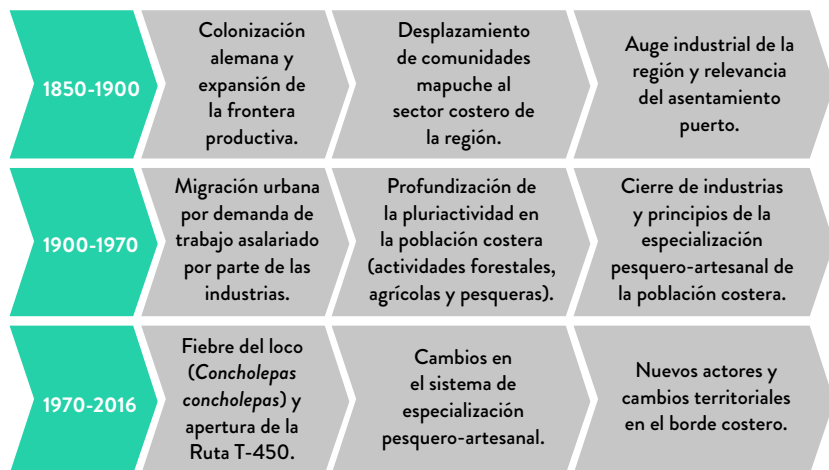 1850-1900
Colonización
alemana y
expansión de
la frontera
productiva.
Desplazamiento
de comunidades
mapuche al
sector costero de
la región.
Auge industrial de la
región y relevancia
del asentamiento
puerto.
1900-1970
Migración urbana
por demanda de
trabajo asalariado
por parte de las
industrias.
Profundización de
la pluriactividad en
la población costera
(actividades forestales,
agrícolas y pesqueras).
Cierre de industrias
y principios de la
especialización
pesquero-artesanal de
la población costera.
1970-2016
Fiebre del loco
(Concholepas
concholepas) y
apertura de la
Ruta T-450.
Cambios en
el sistema de
especialización
pesquero-artesanal.
Nuevos actores y
cambios territoriales
en el borde costero.